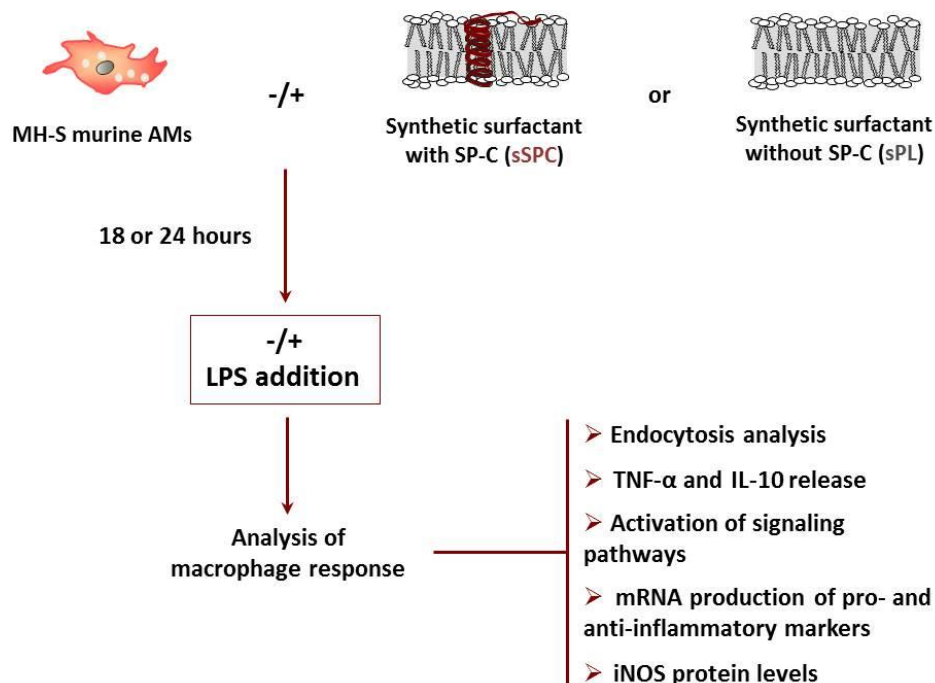 MH-S murine AMs
-/+
Synthetic surfactant
with SP-C (sSPC)
or
Synthetic surfactant
without SP-C (sPL)
18 or 24 hours
-/+
LPS addition
Analysis of
macrophage response
➢ Endocytosis analysis
➢ TNF-α and IL-10 release
➢ Activation of signaling
pathways
➢ mRNA production of pro- and
anti-inflammatory markers
➢ iNOS protein levels